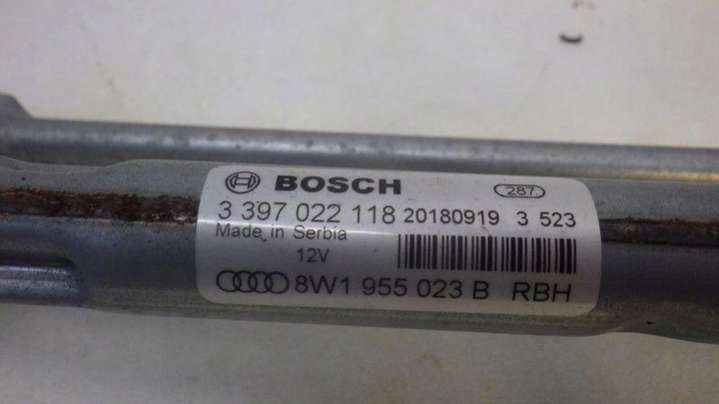 BOSCH 287
3 397 022 118 20180919 3 523
Made in Serbia
12V
8W1 955 023 B RBH